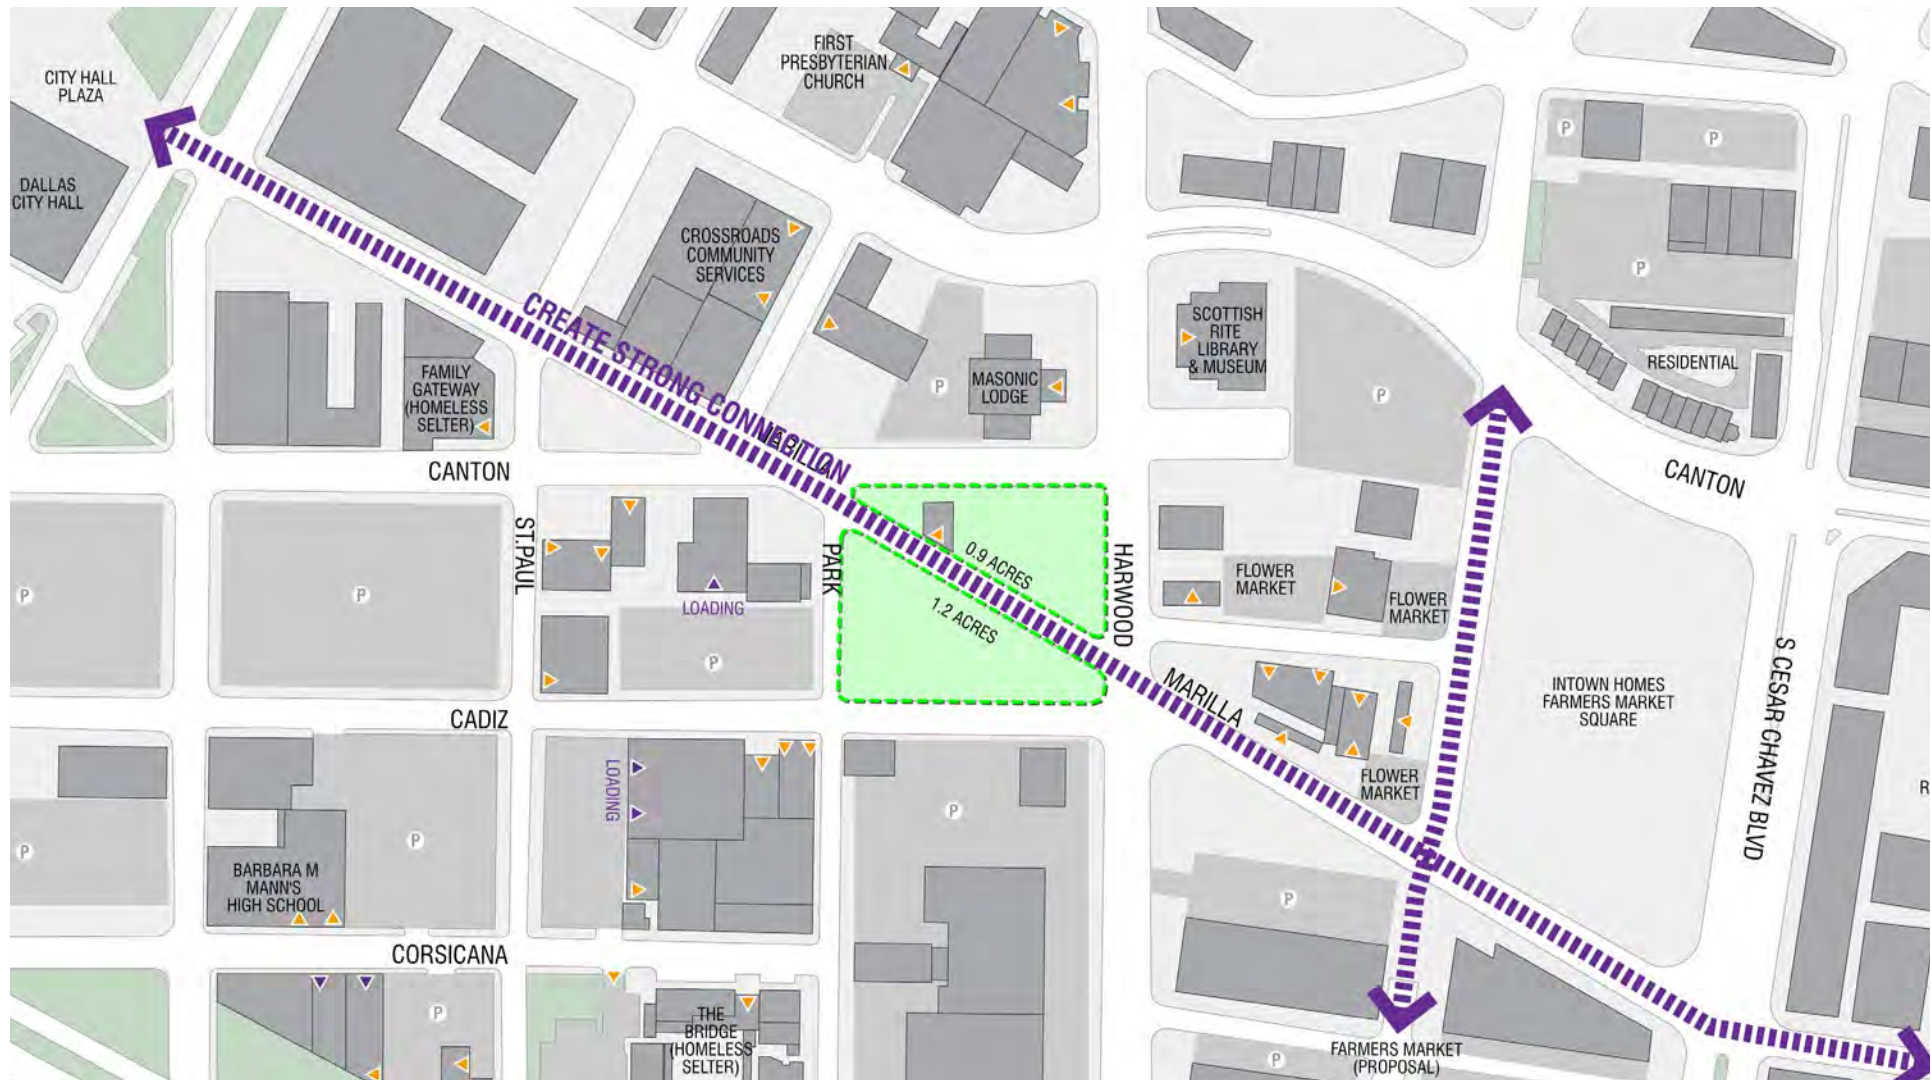 CITY HALL
PLAZA
DALLAS
CITY HALL
FIRST
PRESBYTERIAN
CHURCH
CROSSROADS
COMMUNITY
SERVICES
FAMILY
GATEWAY
(HOMELESS
SELTER)
CREATE STRONG CONNECTION
MARILLA
P
MASONIC
LODGE
SCOTTISH
RITE
LIBRARY
& MUSEUM
P
P
P
P
RESIDENTIAL
CANTON
CANTON
ST.PAUL
PARK
HARWOOD
P
P
LOADING
P
0.9 ACRES
1.2 ACRES
FLOWER
MARKET
FLOWER
MARKET
MARILLA
FLOWER
MARKET
INTOWN HOMES
FARMERS MARKET
SQUARE
S CESAR CHAVEZ BLVD
R
CADIZ
LOADING
P
P
P
P
BARBARA M
MANN'S
HIGH SCHOOL
CORSICANA
P
THE
BRIDGE
(HOMELESS
SELTER)
P
FARMERS MARKET
(PROPOSAL)